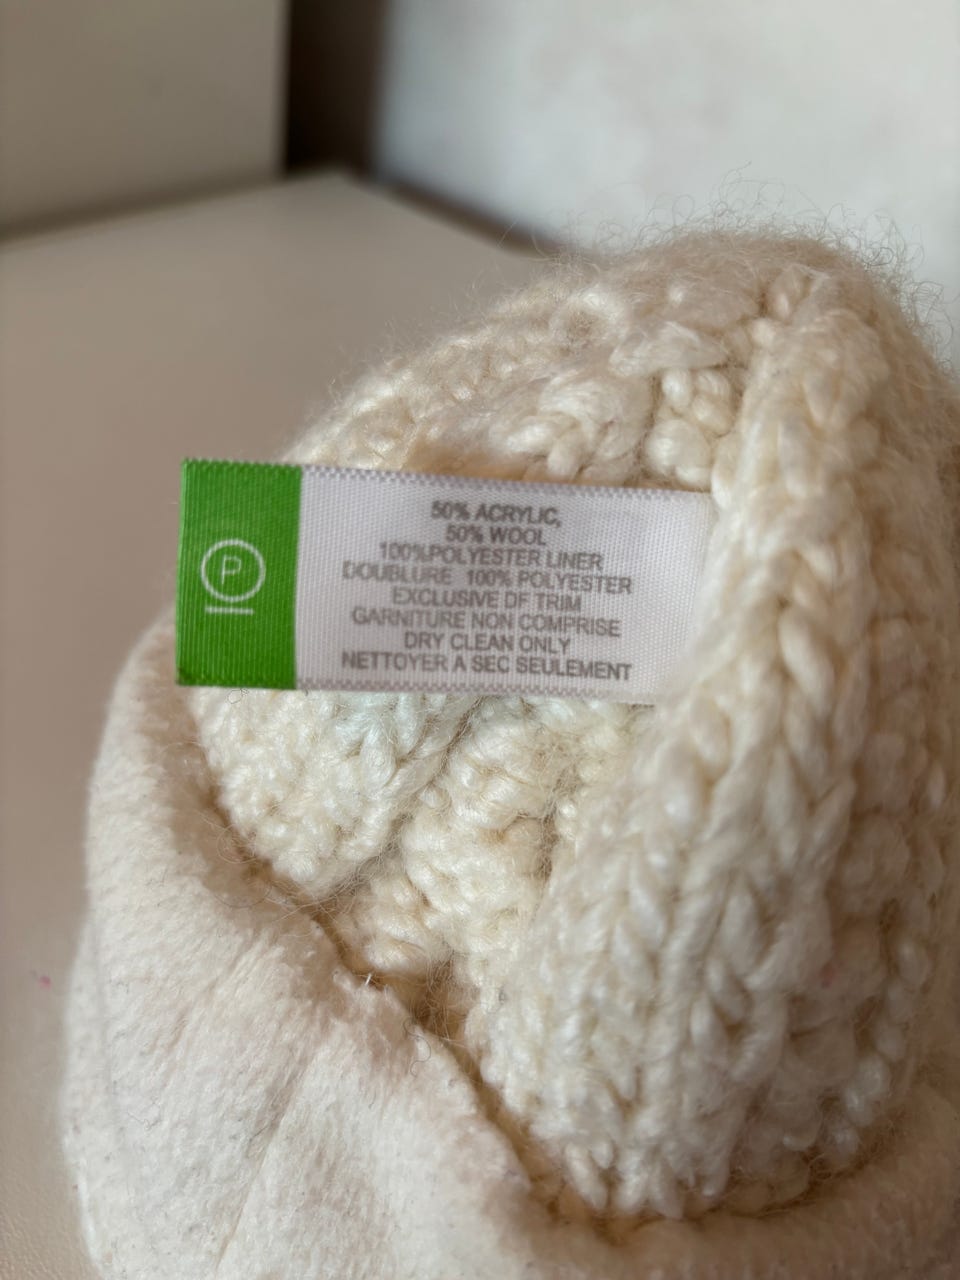 P
50% ACRYLIC,
50% WOOL
100%POLYESTER LINER
DOUBLURE 100% POLYESTER
EXCLUSIVE DF TRIM
GARNITURE NON COMPRISE
DRY CLEAN ONLY
NETTOYER A SEC SEULEMENT